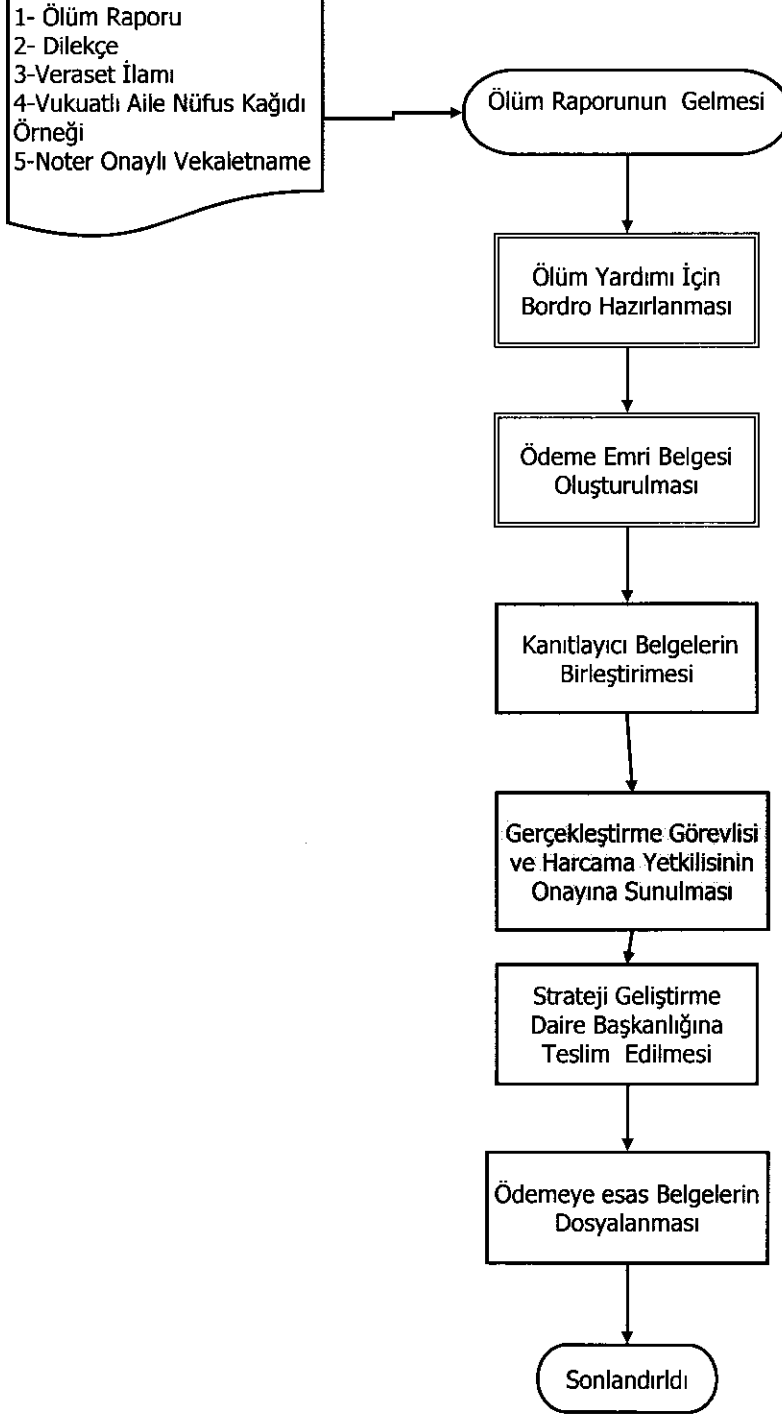 1- Ölüm Raporu
2- Dilekçe
3-Veraset İlamı
4-Vukuatlı Aile Nüfus Kağıdı
Örneği
5-Noter Onaylı Vekaletname
Ölüm Raporunun Gelmesi
Ölüm Yardımı İçin
Bordro Hazırlanması
Ödeme Emri Belgesi
Oluşturulması
Kanıtlayıcı Belgelerin
Birleştirimesi
Gerçekleştirme Görevlisi
ve Harcama Yetkilisinin
Onayına Sunulması
Strateji Geliştirme
Daire Başkanlığına
Teslim Edilmesi
Ödemeye esas Belgelerin
Dosyalanması
Sonlandırldı